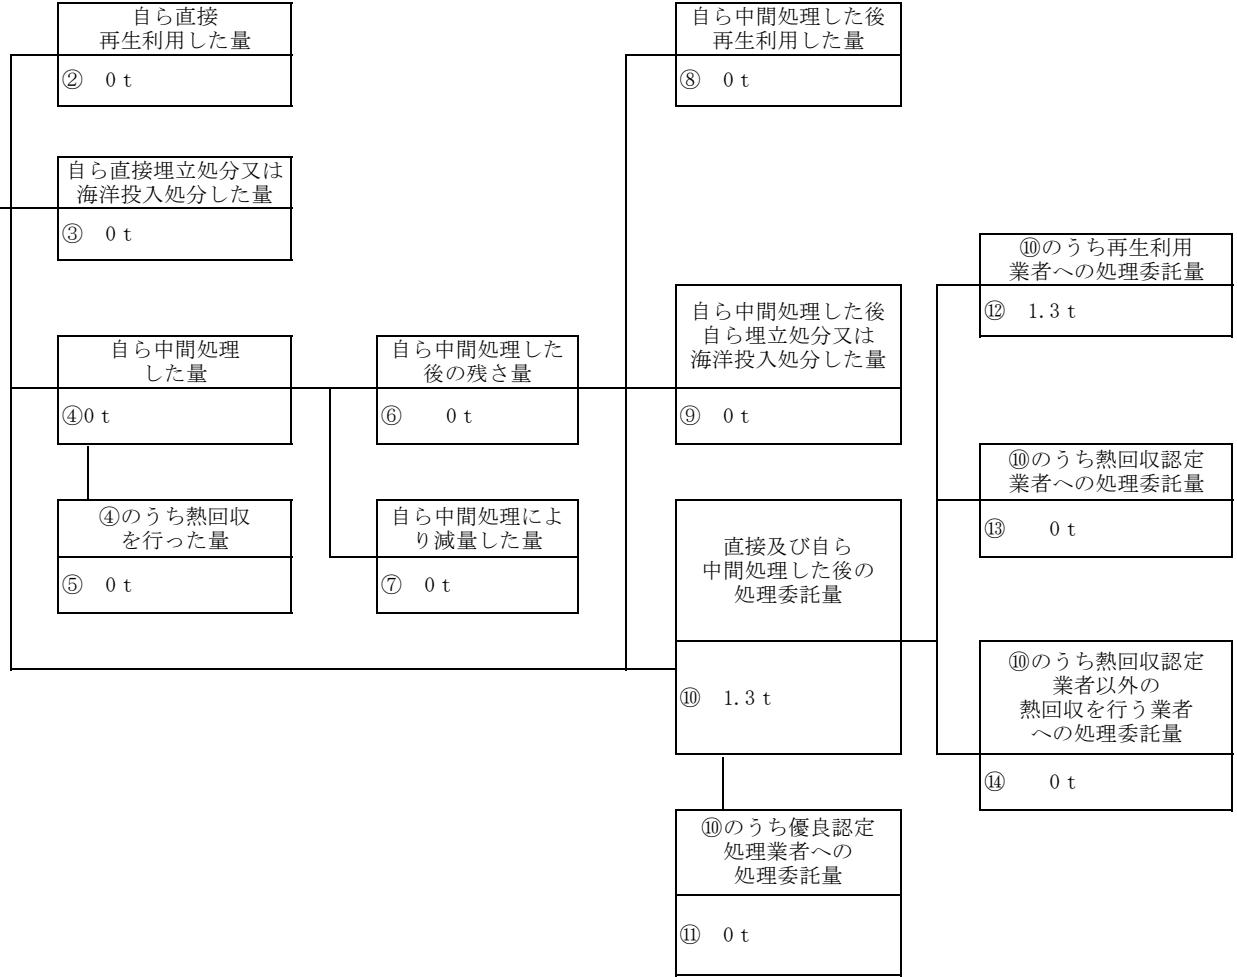 自ら直接
再生利用した量
② 0 t
自ら直接埋立処分又は
海洋投入処分した量
③ 0 t
自ら中間処理
した量
④0 t
④のうち熱回収
を行った量
⑤ 0 t
自ら中間処理した
後の残さ量
⑥ 0 t
自ら中間処理によ
り減量した量
⑦ 0 t
自ら中間処理した後
再生利用した量
⑧ 0 t
自ら中間処理した後
自ら埋立処分又は
海洋投入処分した量
⑨ 0 t
直接及び自ら
中間処理した後の
処理委託量
⑩ 1.3 t
⑩のうち優良認定
処理業者への
処理委託量
⑪ 0 t
⑩のうち再生利用
業者への処理委託量
⑫ 1.3 t
⑩のうち熱回収認定
業者への処理委託量
⑬ 0 t
⑩のうち熱回収認定
業者以外の
熱回収を行う業者
への処理委託量
⑭ 0 t